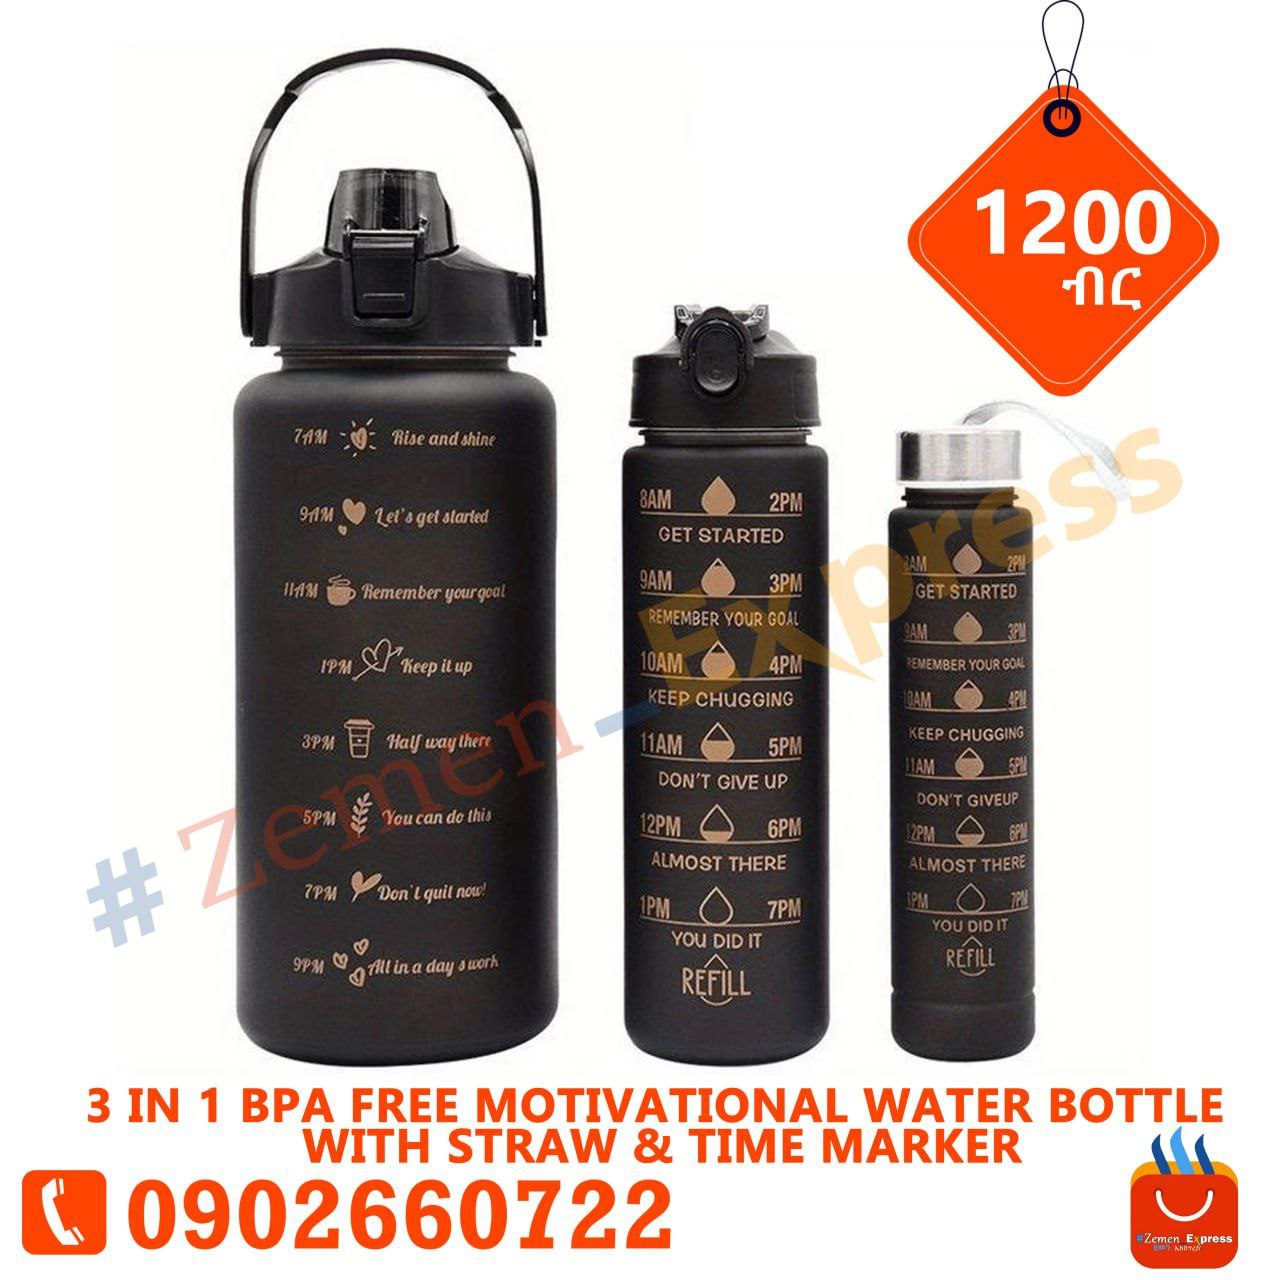 1200
ብር
7AM Rise and shine
9AM Let's get started
11AM Remember your goal
1PM Keep it up
3PM Half way there
5PM You can do this
7PM Don't quit now!
9PM All in a day s work
8AM 2PM
GET STARTED
9AM 3PM
REMEMBER YOUR GOAL
10AM 4PM
KEEP CHUGGING
11AM 5PM
DON'T GIVE UP
12PM 6PM
ALMOST THERE
1PM 7PM
YOU DID IT
REFILL
8AM 2PM
GET STARTED
9AM 3PM
REMEMBER YOUR GOAL
10AM 4PM
KEEP CHUGGING
11AM 5PM
DON'T GIVEUP
12PM 6PM
ALMOST THERE
1PM 7PM
YOU DID IT
REFILL
#Zemen_Express
3 IN 1 BPA FREE MOTIVATIONAL WATER BOTTLE
WITH STRAW & TIME MARKER
0902660722
#Zemen_Express
ዘመን ኤክስፕረስ